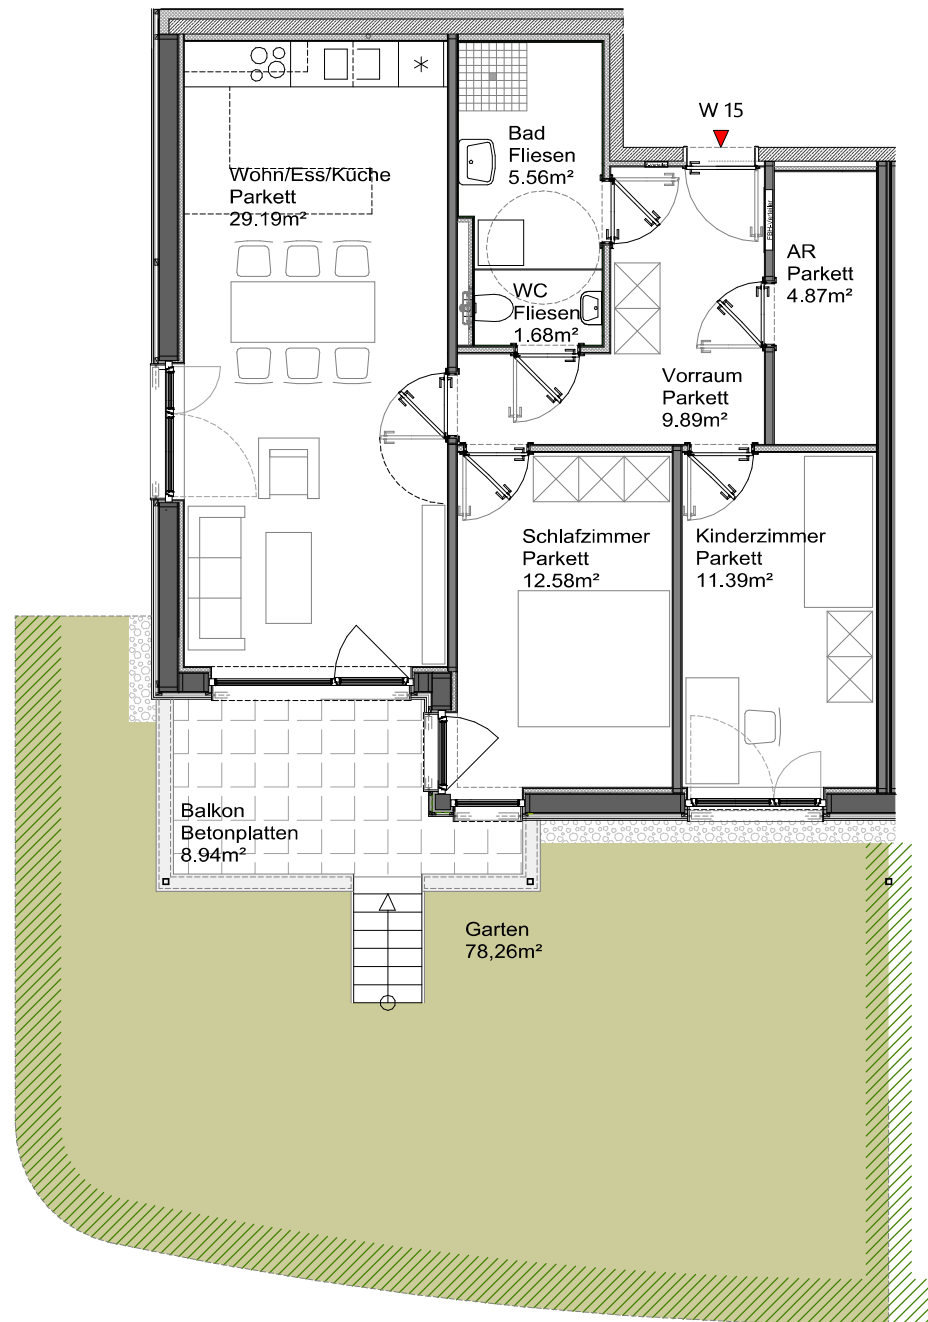 W 15
Bad
Fliesen
5.56m²
Wohn/Ess/Küche
Parkett
29.19m²
AR
Parkett
4.87m²
WC
Fliesen
1.68m²
Vorraum
Parkett
9.89m²
Schlafzimmer
Parkett
12.58m²
Kinderzimmer
Parkett
11.39m²
Balkon
Betonplatten
8.94m²
Garten
78,26m²